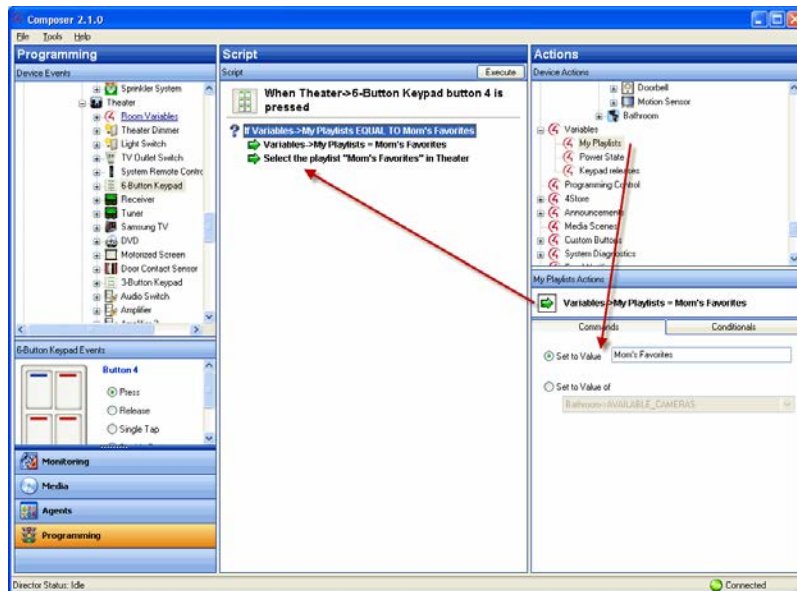 Composer 2.1.0
File Tools Help
Programming
Device Events
Sprinkler System
Theater
Room Variables
Theater Dimmer
Light Switch
TV Outlet Switch
System Remote Contrc
6-Button Keypad
Receiver
Tuner
Samsung TV
DVD
Motorized Screen
Door Contact Sensor
3-Button Keypad
Audio Switch
Amplifier
6-Button Keypad Events
Button 4
Press
Release
Single Tap
Monitoring
Media
Agents
Programming
Script
Script
Execute
When Theater->6-Button Keypad button 4 is
pressed
If Variables->My Playlists EQUAL TO Mom's Favorites
Variables->My Playlists = Mom's Favorites
Select the playlist "Mom's Favorites" in Theater
Actions
Device Actions
Doorbell
Motion Sensor
Bathroom
Variables
My Playlists
Power State
Keypad releases
Programming Control
4Store
Announcements
Media Scenes
Custom Buttons
System Diagnostics
My Playlists Actions
Variables->My Playlists = Mom's Favorites
Commands
Conditionals
Set to Value
Mom's Favorites
Set to Value of
Bathroom->AVAILABLE_CAMERAS
Director Status: Idle
Connected